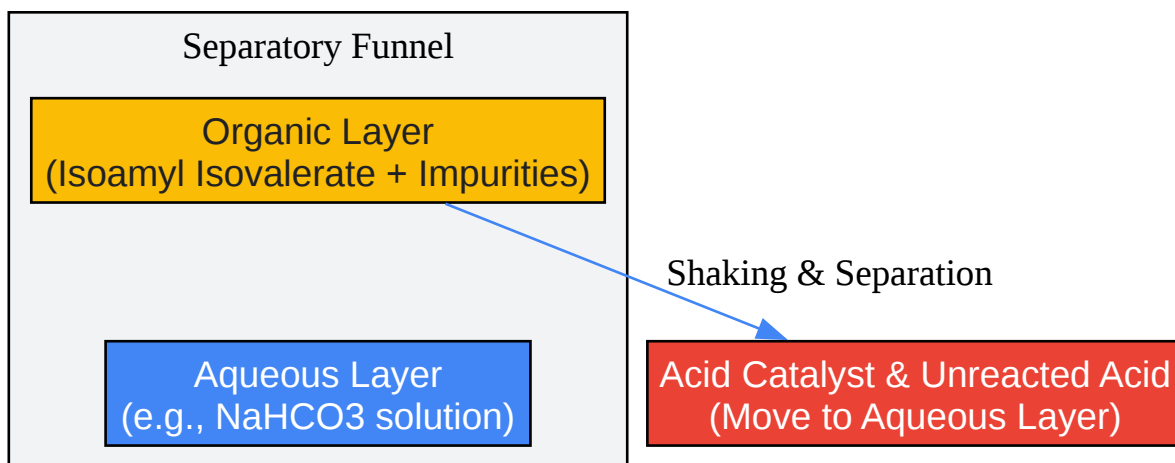 Separatory Funnel
Organic Layer
(Isoamyl Isovalerate + Impurities)
Shaking & Separation
Aqueous Layer
(e.g., NaHCO3 solution)
Acid Catalyst & Unreacted Acid
(Move to Aqueous Layer)